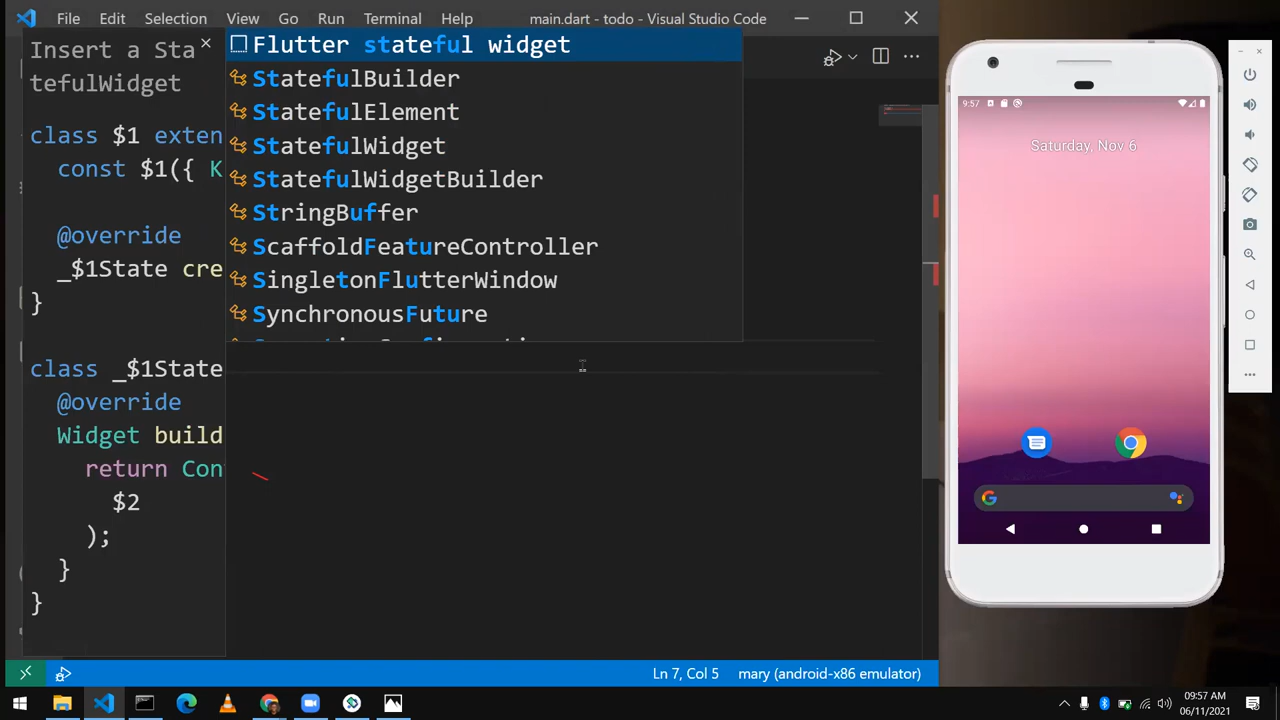 File Edit Selection View Go Run Terminal Help main.dart - todo - Visual Studio Code
Insert a Sta
tefulWidget
class $1 exten
const $1({ K
@override
_$1State cre
}
class _$1State
@override
Widget build
return Con
$2
);
}
}
Flutter stateful widget
StatefulBuilder
StatefulElement
StatefulWidget
StatefulWidgetBuilder
StringBuffer
ScaffoldFeatureController
SingletonFlutterWindow
SynchronousFuture
Ln 7, Col 5 mary (android-x86 emulator)
9:57
Saturday, Nov 6
09:57 AM
06/11/2021